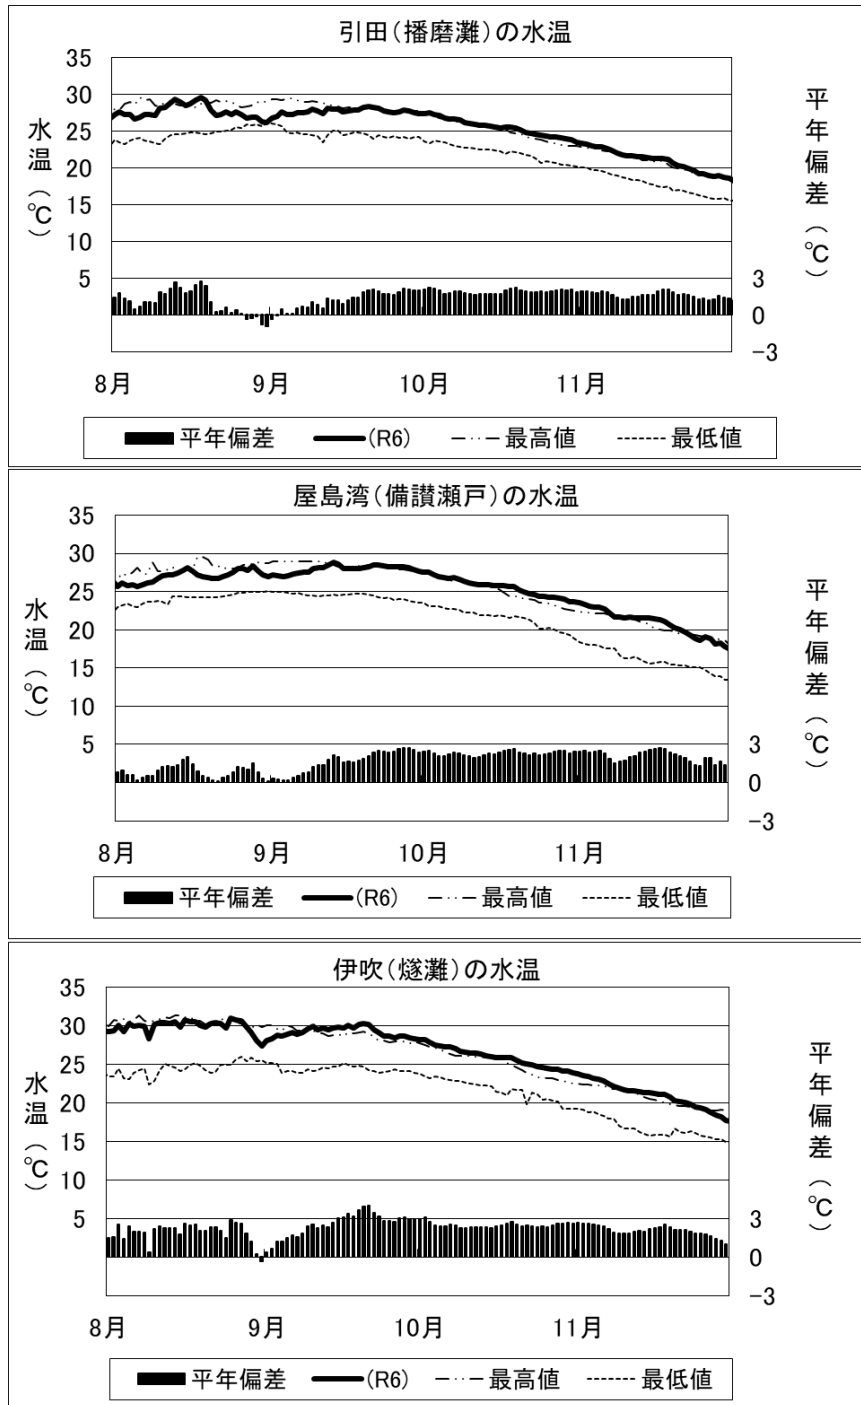 引田(播磨灘)の水温
35
30
25
20
15
10
5
水温(℃)
平年偏差(℃)
3
0
-3
8月 9月 10月 11月
平年偏差 (R6) 最高値 最低値
屋島湾(備讃瀬戸)の水温
35
30
25
20
15
10
5
水温(℃)
平年偏差(℃)
3
0
-3
8月 9月 10月 11月
平年偏差 (R6) 最高値 最低値
伊吹(燧灘)の水温
35
30
25
20
15
10
5
水温(℃)
平年偏差(℃)
3
0
-3
8月 9月 10月 11月
平年偏差 (R6) 最高値 最低値